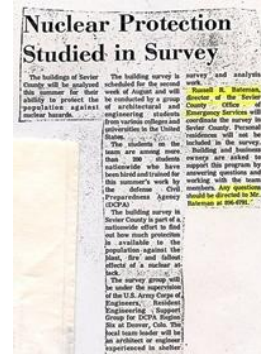 Nuclear Protection
Studied in Survey
The buildings of Sevier
County will be analyzed
this summer for their
ability to protect the
population against
nuclear hazards.
The building survey is
scheduled for the second
week of August and will
be conducted by a group
of architectural and
engineering students
from various colleges and
universities in the United
States.
The students on the
team are among more
than 200 students
nationwide who have
been hired and trained for
this summer's work by
the defense Civil
Preparedness Agency
(DCPA)
The building survey in
Sevier County is part of a
nationwide effort to find
out how much protection
is available to the
population against the
blast, fire and fallout
effects of a nuclear at-
tack.
The survey group will
be under the supervision
of the U.S. Army Corps of
Engineers, Resident
Engineering Support
Group for DCPA Region
Six at Denver, Colo. The
local team leader will be
an architect or engineer
experienced in shelter
survey and analysis
work.
Russell R. Bateman,
director of the Sevier
County Office of
Emergency Services will
coordinate the survey in
Sevier County. Personal
residences will not be
included in the survey.
Building and business
owners are asked to
support this program by
answering questions and
working with the team
members. Any questions
should be directed to Mr.
Bateman at